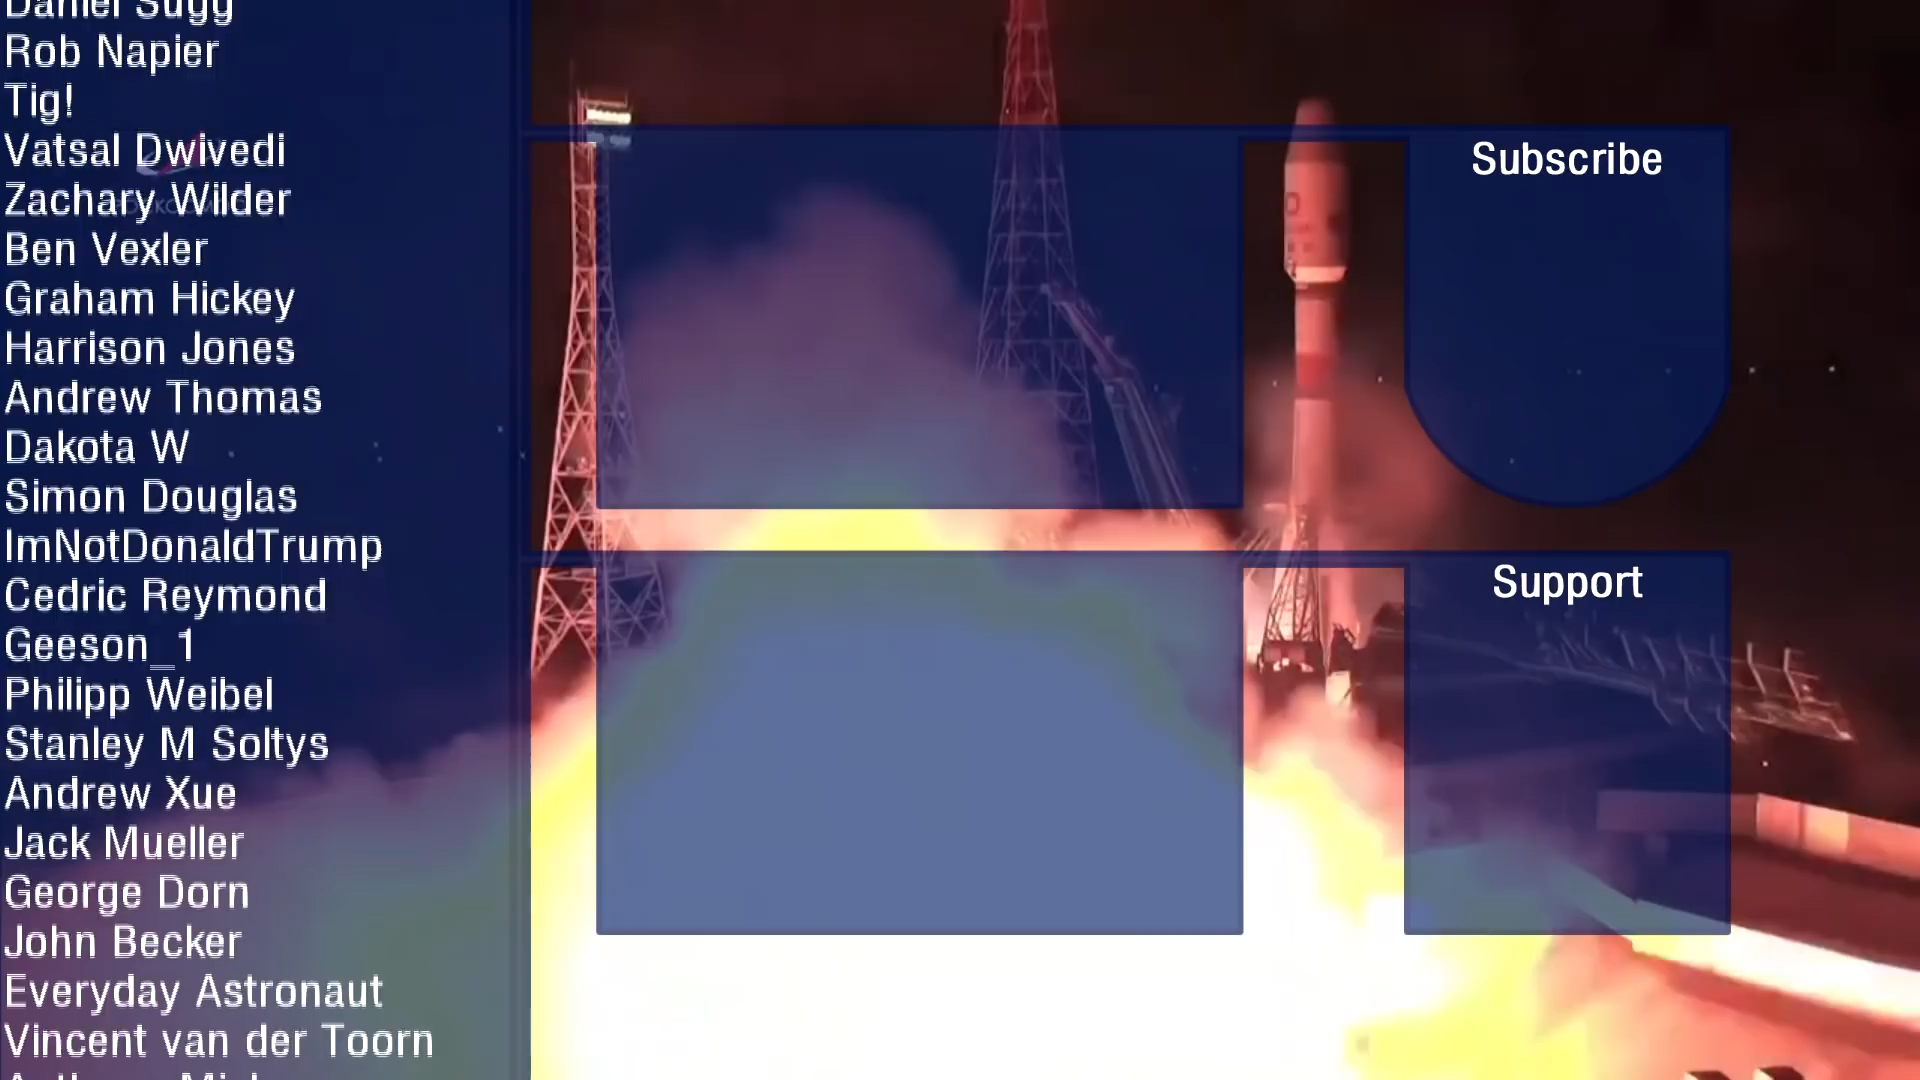 Daniel Sugg
Rob Napier
Tig!
Vatsal Dwivedi
Zachary Wilder
Ben Vexler
Graham Hickey
Harrison Jones
Andrew Thomas
Dakota W
Simon Douglas
ImNotDonaldTrump
Cedric Reymond
Geeson_1
Philipp Weibel
Stanley M Soltys
Andrew Xue
Jack Mueller
George Dorn
John Becker
Everyday Astronaut
Vincent van der Toorn
Subscribe
Support